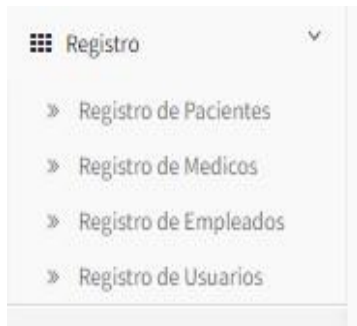 Registro
Registro de Pacientes
Registro de Medicos
Registro de Empleados
Registro de Usuarios